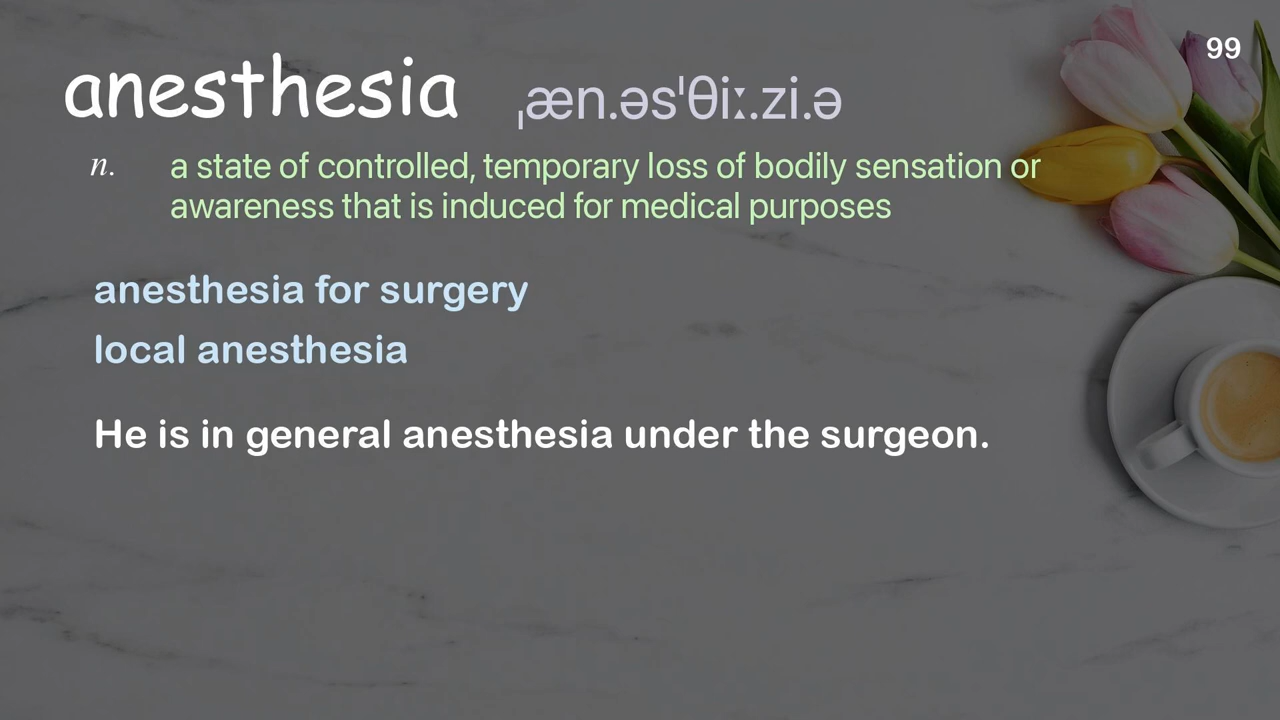 99
anesthesia ˌæn.əsˈθiː.zi.ə
n. a state of controlled, temporary loss of bodily sensation or
awareness that is induced for medical purposes
anesthesia for surgery
local anesthesia
He is in general anesthesia under the surgeon.